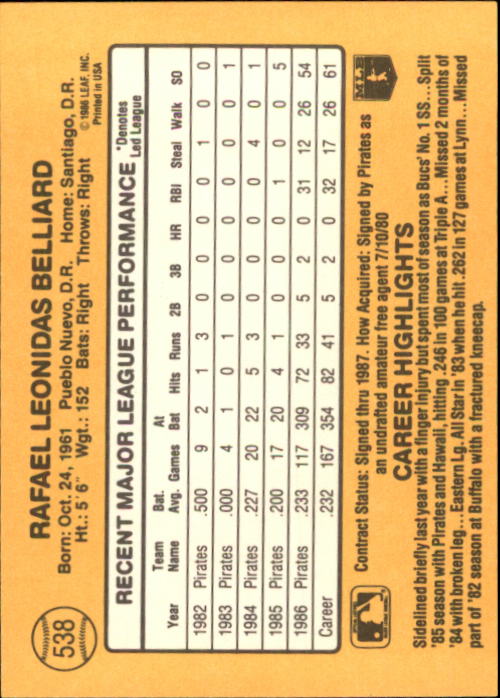 538
RAFAEL LEONIDAS BELLIARD
Born: Oct. 24, 1961 Pueblo Nuevo, D.R. Home: Santiago, D.R.
Ht.: 5'6" Wgt.: 152 Bats: Right Throws: Right
© 1986 LEAF, INC.
Printed in USA
RECENT MAJOR LEAGUE PERFORMANCE
*Denotes
Led League
Year Team Name Bat. Avg. Games At Bat Hits Runs 2B 3B HR RBI Steal Walk SO
1982 Pirates .500 9 2 1 3 0 0 0 0 1 0 0
1983 Pirates .000 4 1 0 1 0 0 0 0 0 0 1
1984 Pirates .227 20 22 5 3 0 0 0 0 4 0 1
1985 Pirates .200 17 20 4 1 0 0 0 1 0 0 5
1986 Pirates .233 117 309 72 33 5 2 0 31 12 26 54
Career .232 167 354 82 41 5 2 0 32 17 26 61
Contract Status: Signed thru 1987. How Acquired: Signed by Pirates as
an undrafted amateur free agent 7/10/80
MLB
CAREER HIGHLIGHTS
Sidelined briefly last year with a finger injury but spent most of season as Bucs' No. 1 SS... Split
'85 season with Pirates and Hawaii, hitting .246 in 100 games at Triple A... Missed 2 months of
'84 with broken leg... Eastern Lg. All Star in '83 when he hit .262 in 127 games at Lynn... Missed
part of '82 season at Buffalo with a fractured kneecap.